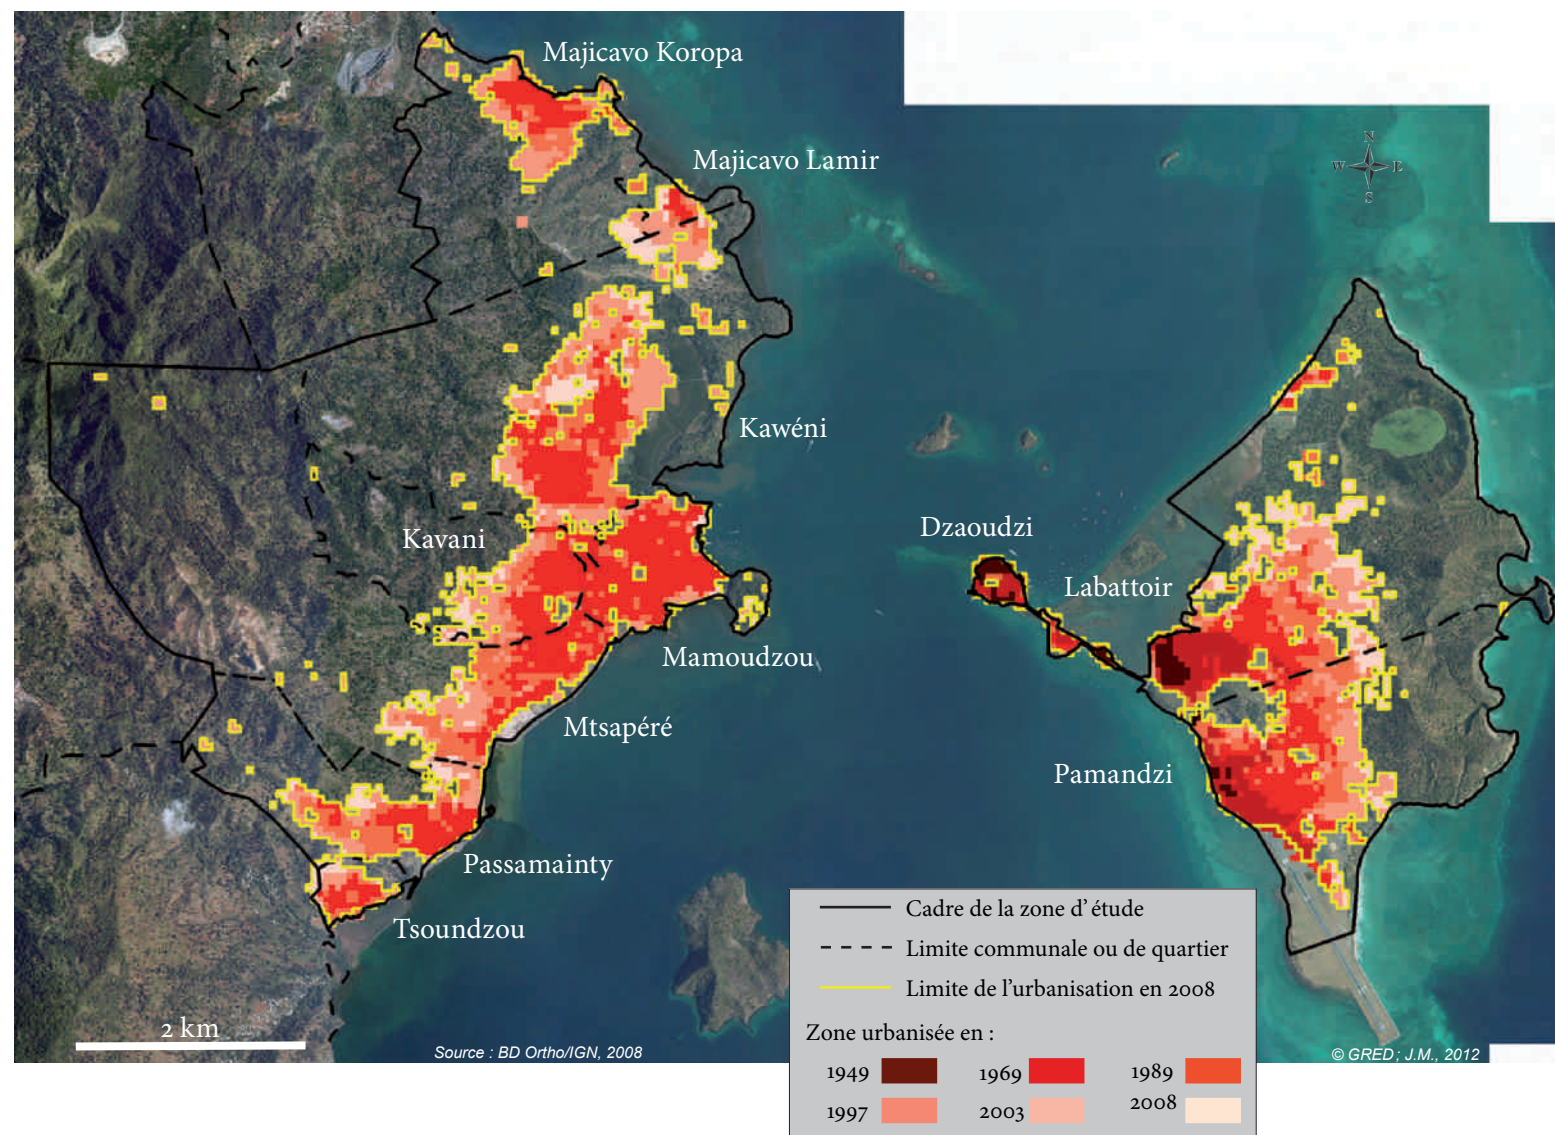 Majicavo Koropa
Majicavo Lamir
N
W
E
S
Kawéni
Kavani
Dzaoudzi
Labattoir
Mamoudzou
Mtsapéré
Pamandzi
Passamainty
Tsoundzou
2 km
Source : BD Ortho/IGN, 2008
© GRED ; J.M., 2012
Cadre de la zone d'étude
Limite communale ou de quartier
Limite de l'urbanisation en 2008
Zone urbanisée en :
1949 1969 1989
1997 2003 2008